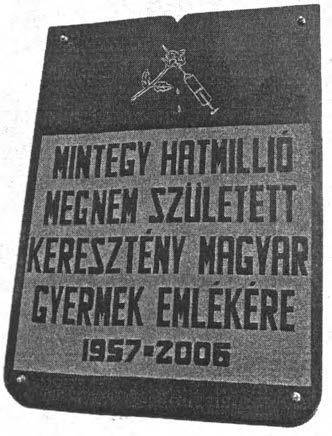 MINTEGY HATMILLIÓ
MEGNEM SZÜLETETT
KERESZTÉNY MAGYAR
GYERMEK EMLÉKÉRE
1957=2006